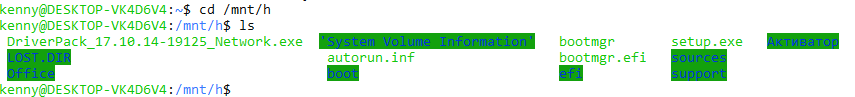 kenny@DESKTOP-VK4D6V4:~$ cd /mnt/h
kenny@DESKTOP-VK4D6V4:/mnt/h$ ls
DriverPack_17.10.14-19125_Network.exe 'System Volume Information' bootmgr setup.exe Активатор
LOST.DIR autorun.inf bootmgr.efi sources
Office boot efi support
kenny@DESKTOP-VK4D6V4:/mnt/h$